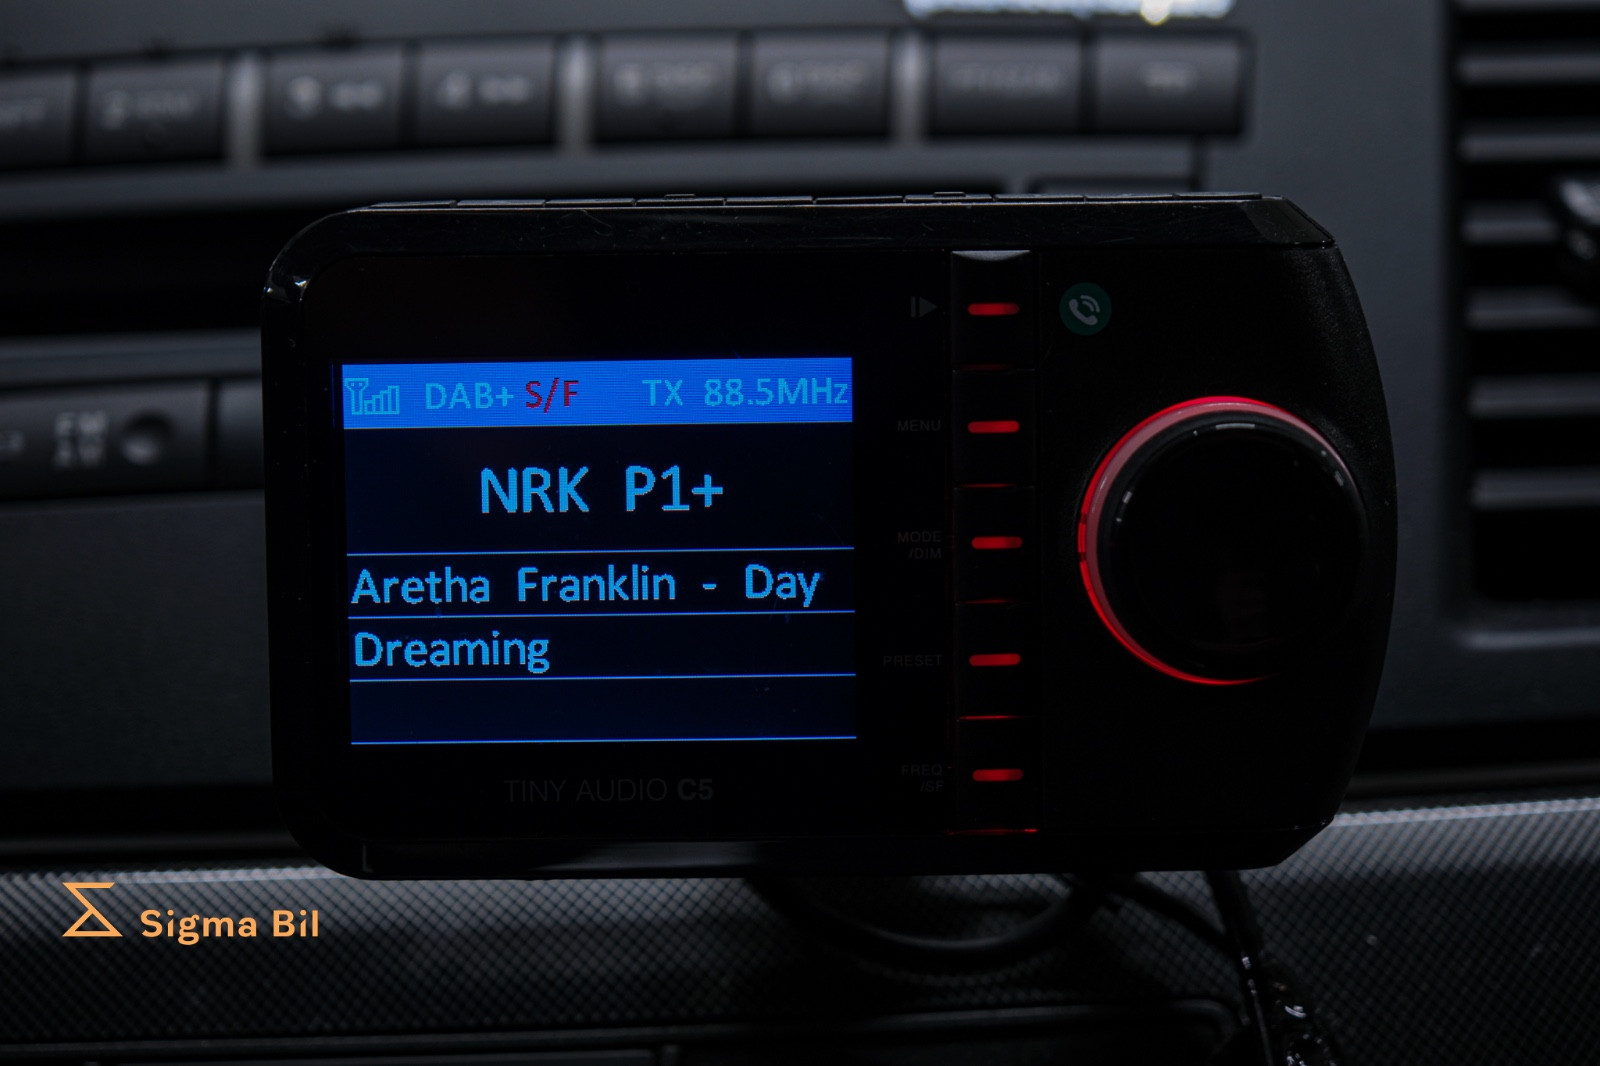 DAB+ S/F TX 88.5MHz
NRK P1+
Aretha Franklin - Day
Dreaming
MENU
MODE
/DIM
PRESET
FREQ
/SF
TINY AUDIO C5
FM
Sigma Bil